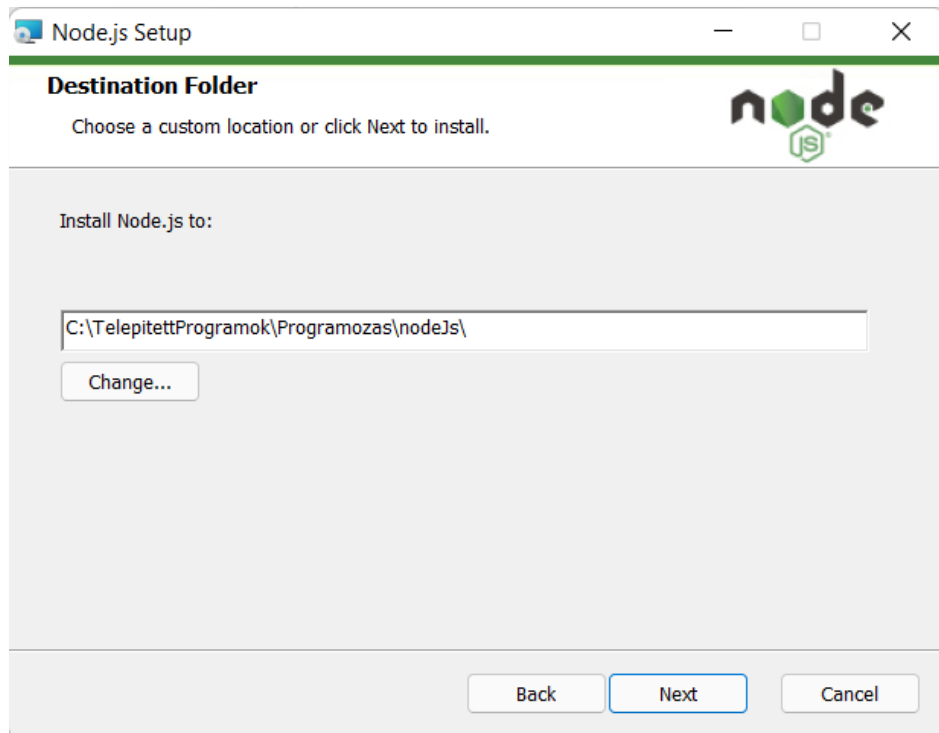 Node.js Setup
Destination Folder
Choose a custom location or click Next to install.
node
JS
Install Node.js to:
C:\TelepitettProgramok\Programozas\nodeJs\
Change...
Back
Next
Cancel